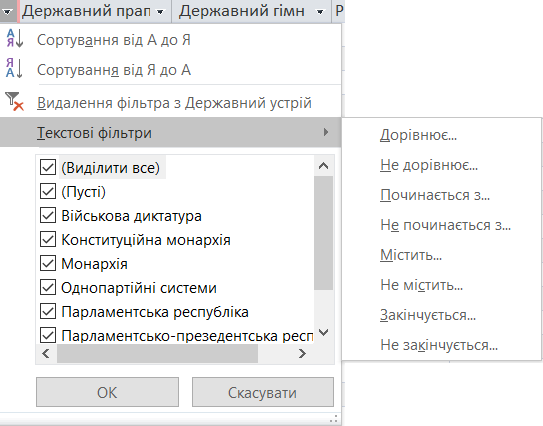 Державний прап
Державний гімн
Р
Сортування від А до Я
Сортування від Я до А
Видалення фільтра з Державний устрій
Текстові фільтри
(Виділити все)
(Пусті)
Військова диктатура
Конституційна монархія
Монархія
Однопартійні системи
Парламентська республіка
Парламентсько-презедентська респ
ОК
Скасувати
Дорівнює...
Не дорівнює...
Починається з...
Не починається з...
Містить...
Не містить...
Закінчується...
Не закінчується...